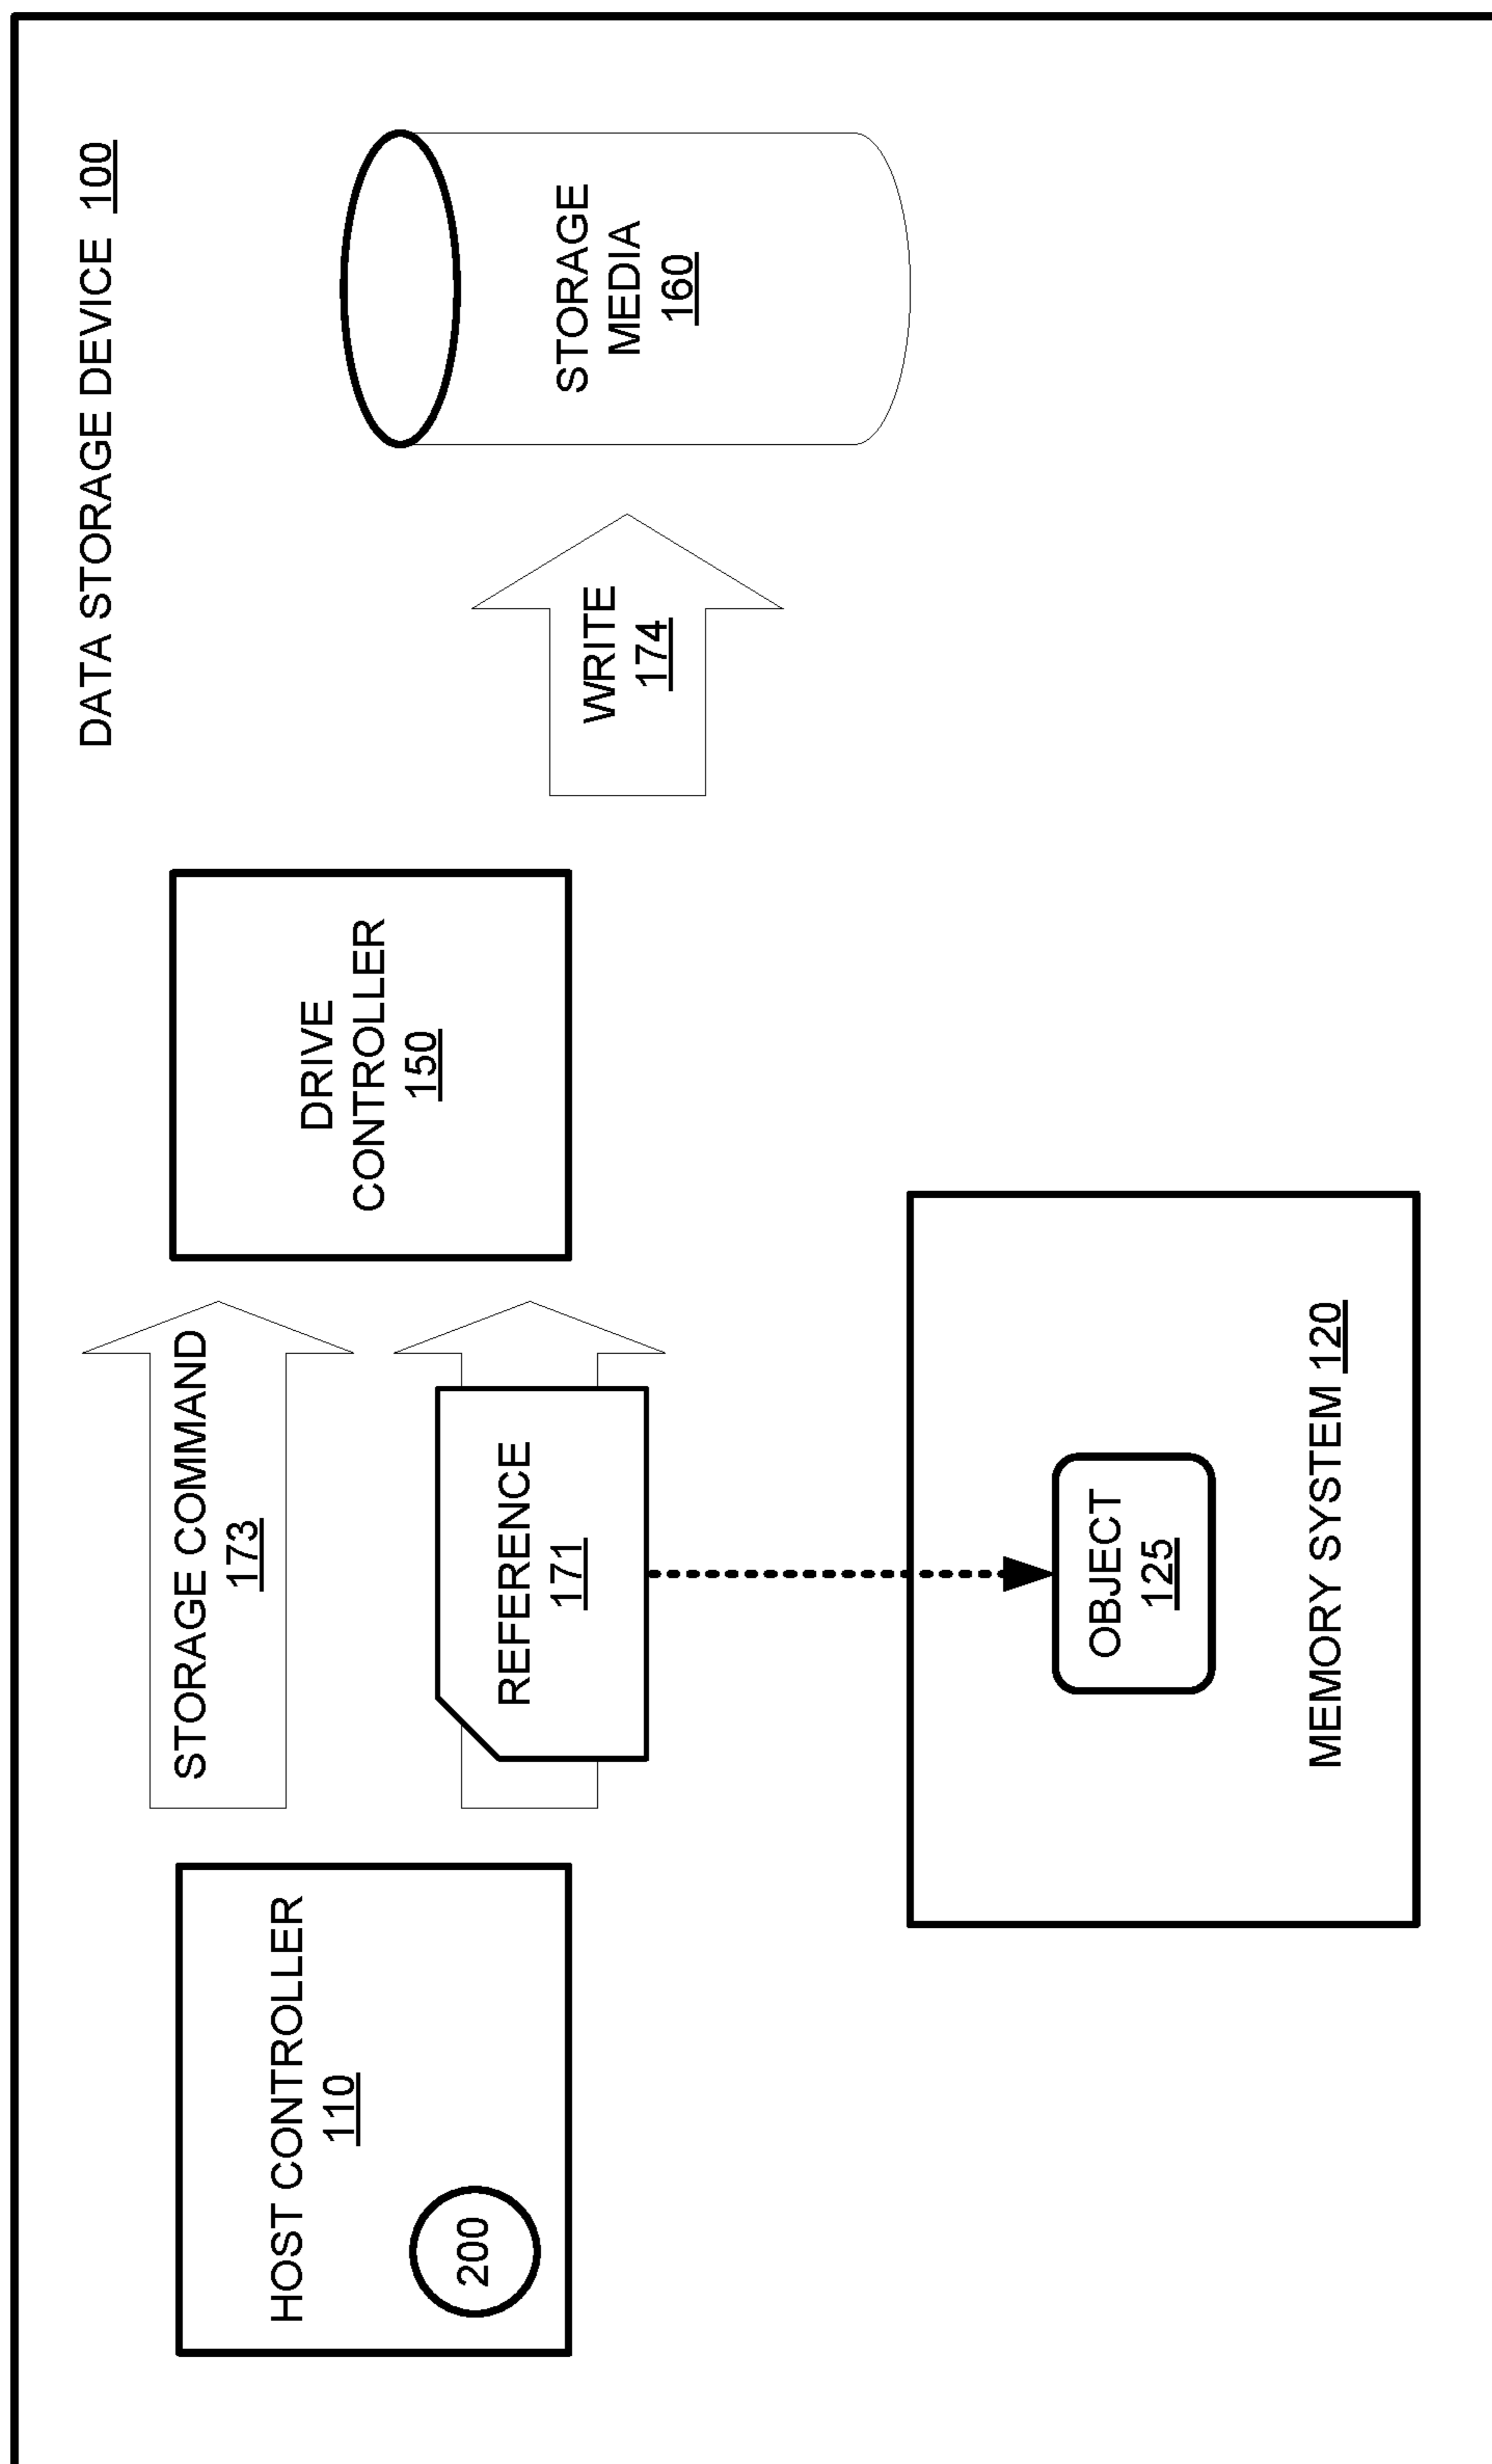 DATA STORAGE DEVICE 100
HOST CONTROLLER
110
200
STORAGE COMMAND
173
REFERENCE
171
DRIVE
CONTROLLER
150
WRITE
174
STORAGE
MEDIA
160
OBJECT
125
MEMORY SYSTEM 120